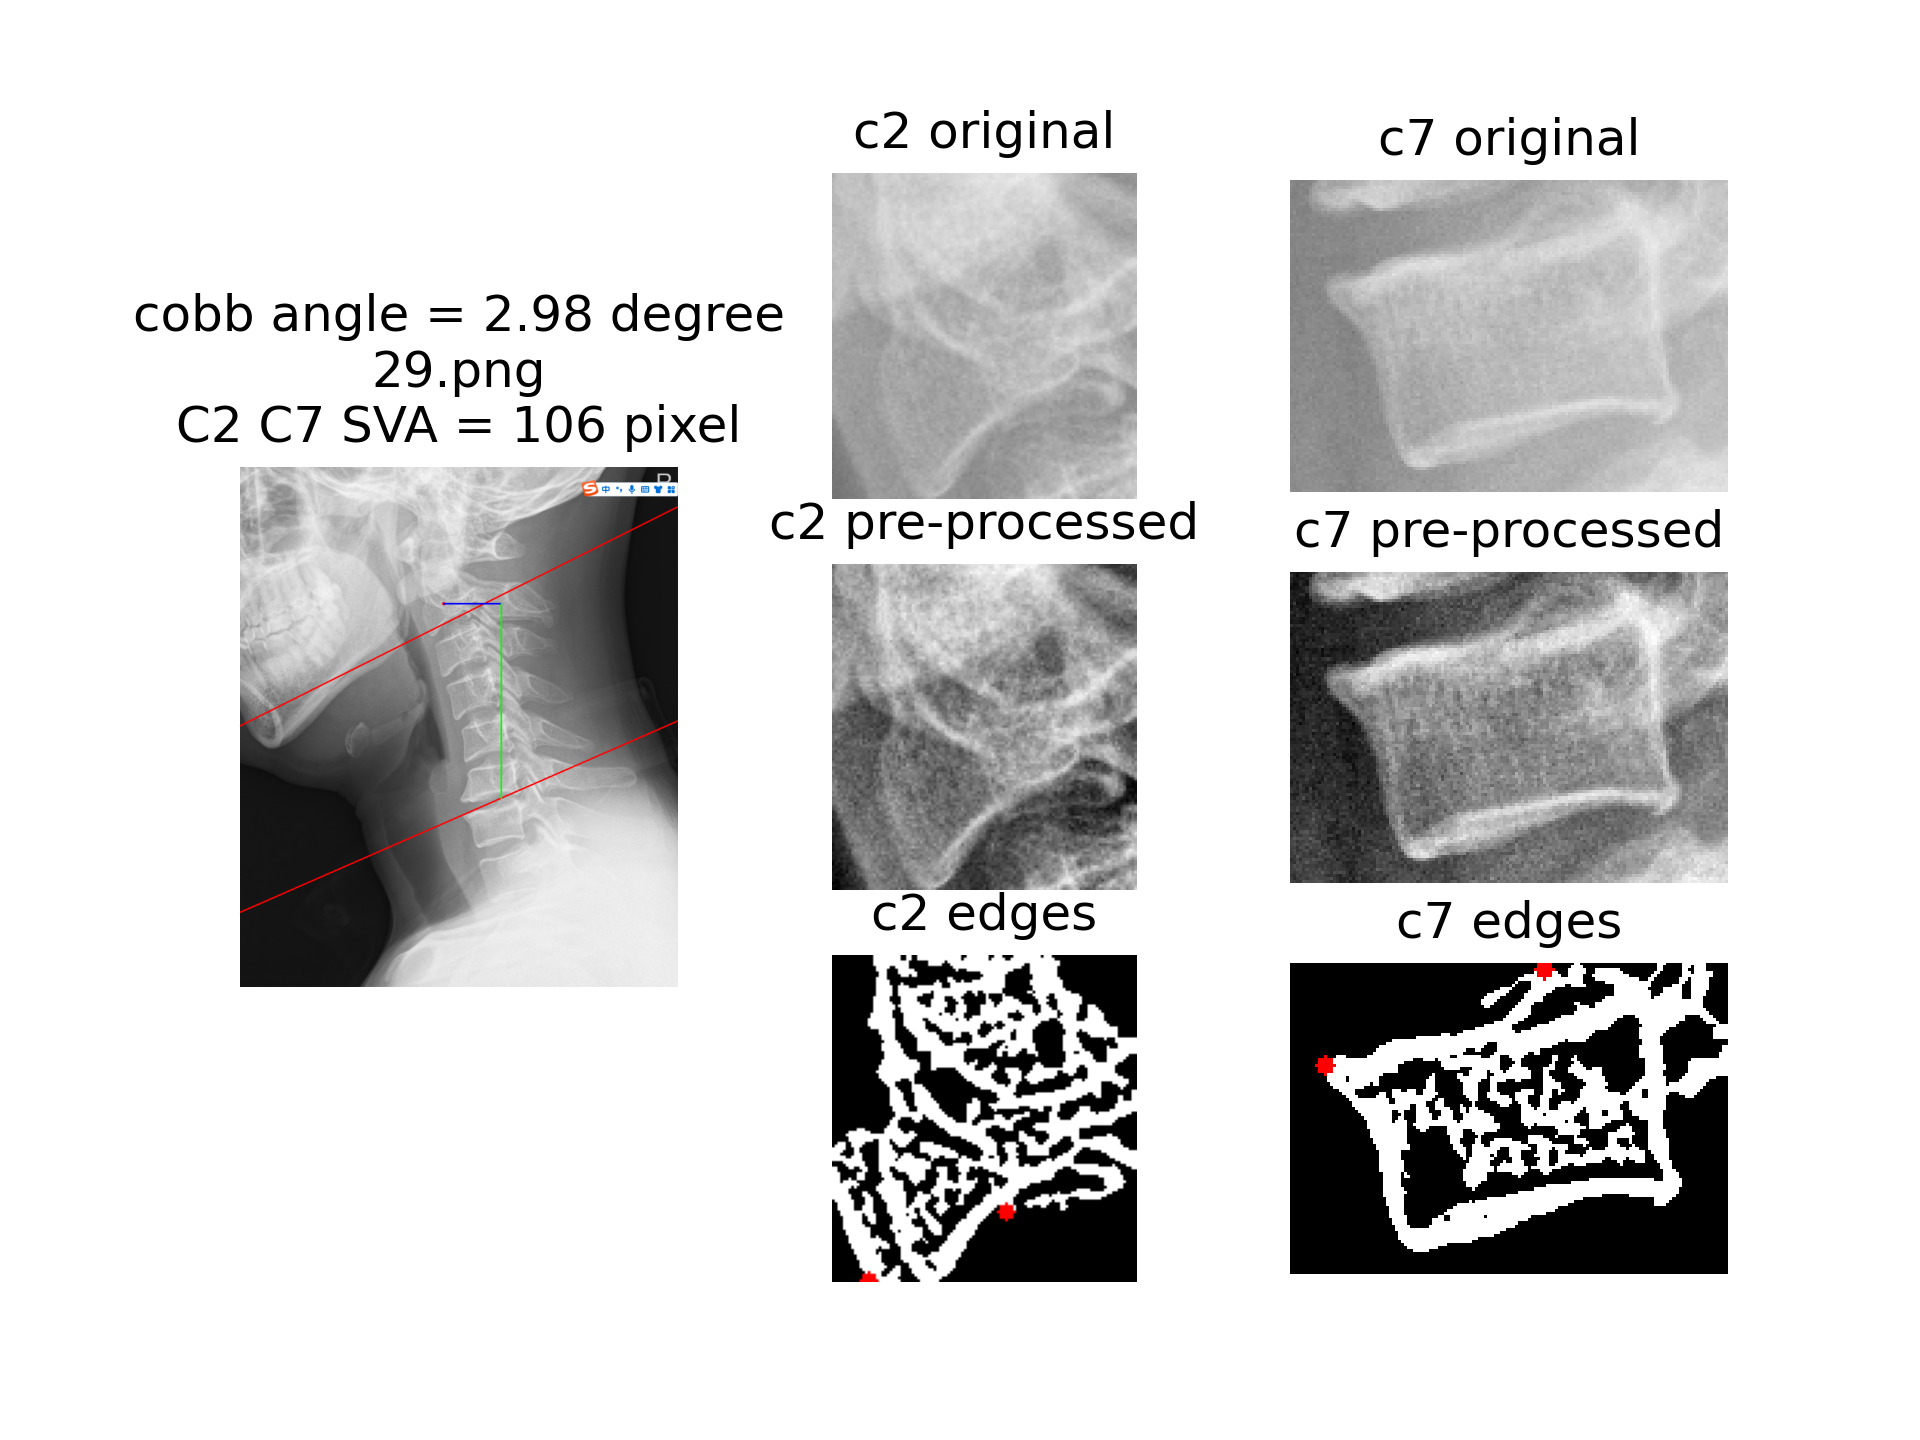 cobb angle = 2.98 degree
29.png
C2 C7 SVA = 106 pixel
c2 original
c7 original
c2 pre-processed
c7 pre-processed
c2 edges
c7 edges
中